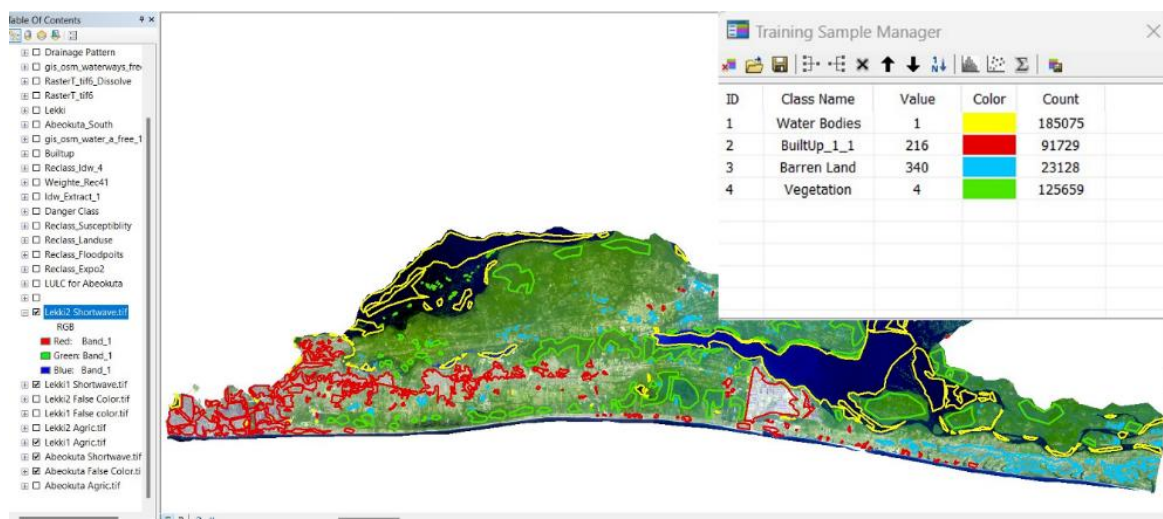 Table Of Contents
Drainage Pattern
gis_osm_waterways_fre
RasterT_tif6_Dissolve
RasterT_tif6
Lekki
Abeokuta_South
gis_osm_water_a_free_1
Builtup
Reclass_Idw_4
Weighte_Rec41
Idw_Extract_1
Danger Class
Reclass_Susceptiblity
Reclass_Landuse
Reclass_Floodpoits
Reclass_Expo2
LULC for Abeokuta
Lekki2 Shortwave.tif
RGB
Red: Band_1
Green: Band_1
Blue: Band_1
Lekki1 Shortwave.tif
Lekki2 False Color.tif
Lekki1 False color.tif
Lekki2 Agric.tif
Lekki1 Agric.tif
Abeokuta Shortwave.tif
Abeokuta False Color.ti
Abeokuta Agric.tif
Training Sample Manager
ID Class Name Value Color Count
1 Water Bodies 1 185075
2 BuiltUp_1_1 216 91729
3 Barren Land 340 23128
4 Vegetation 4 125659